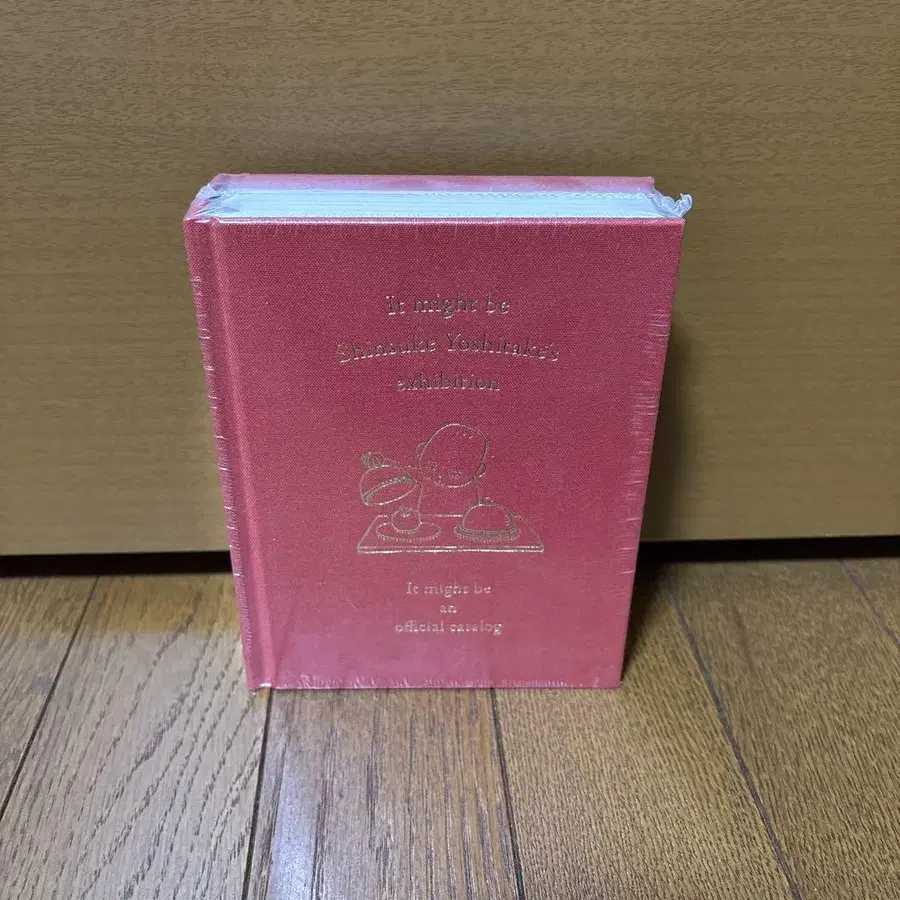 It might be
Shinsuke Yoshitake's
exhibition
It might be
an
official catalog